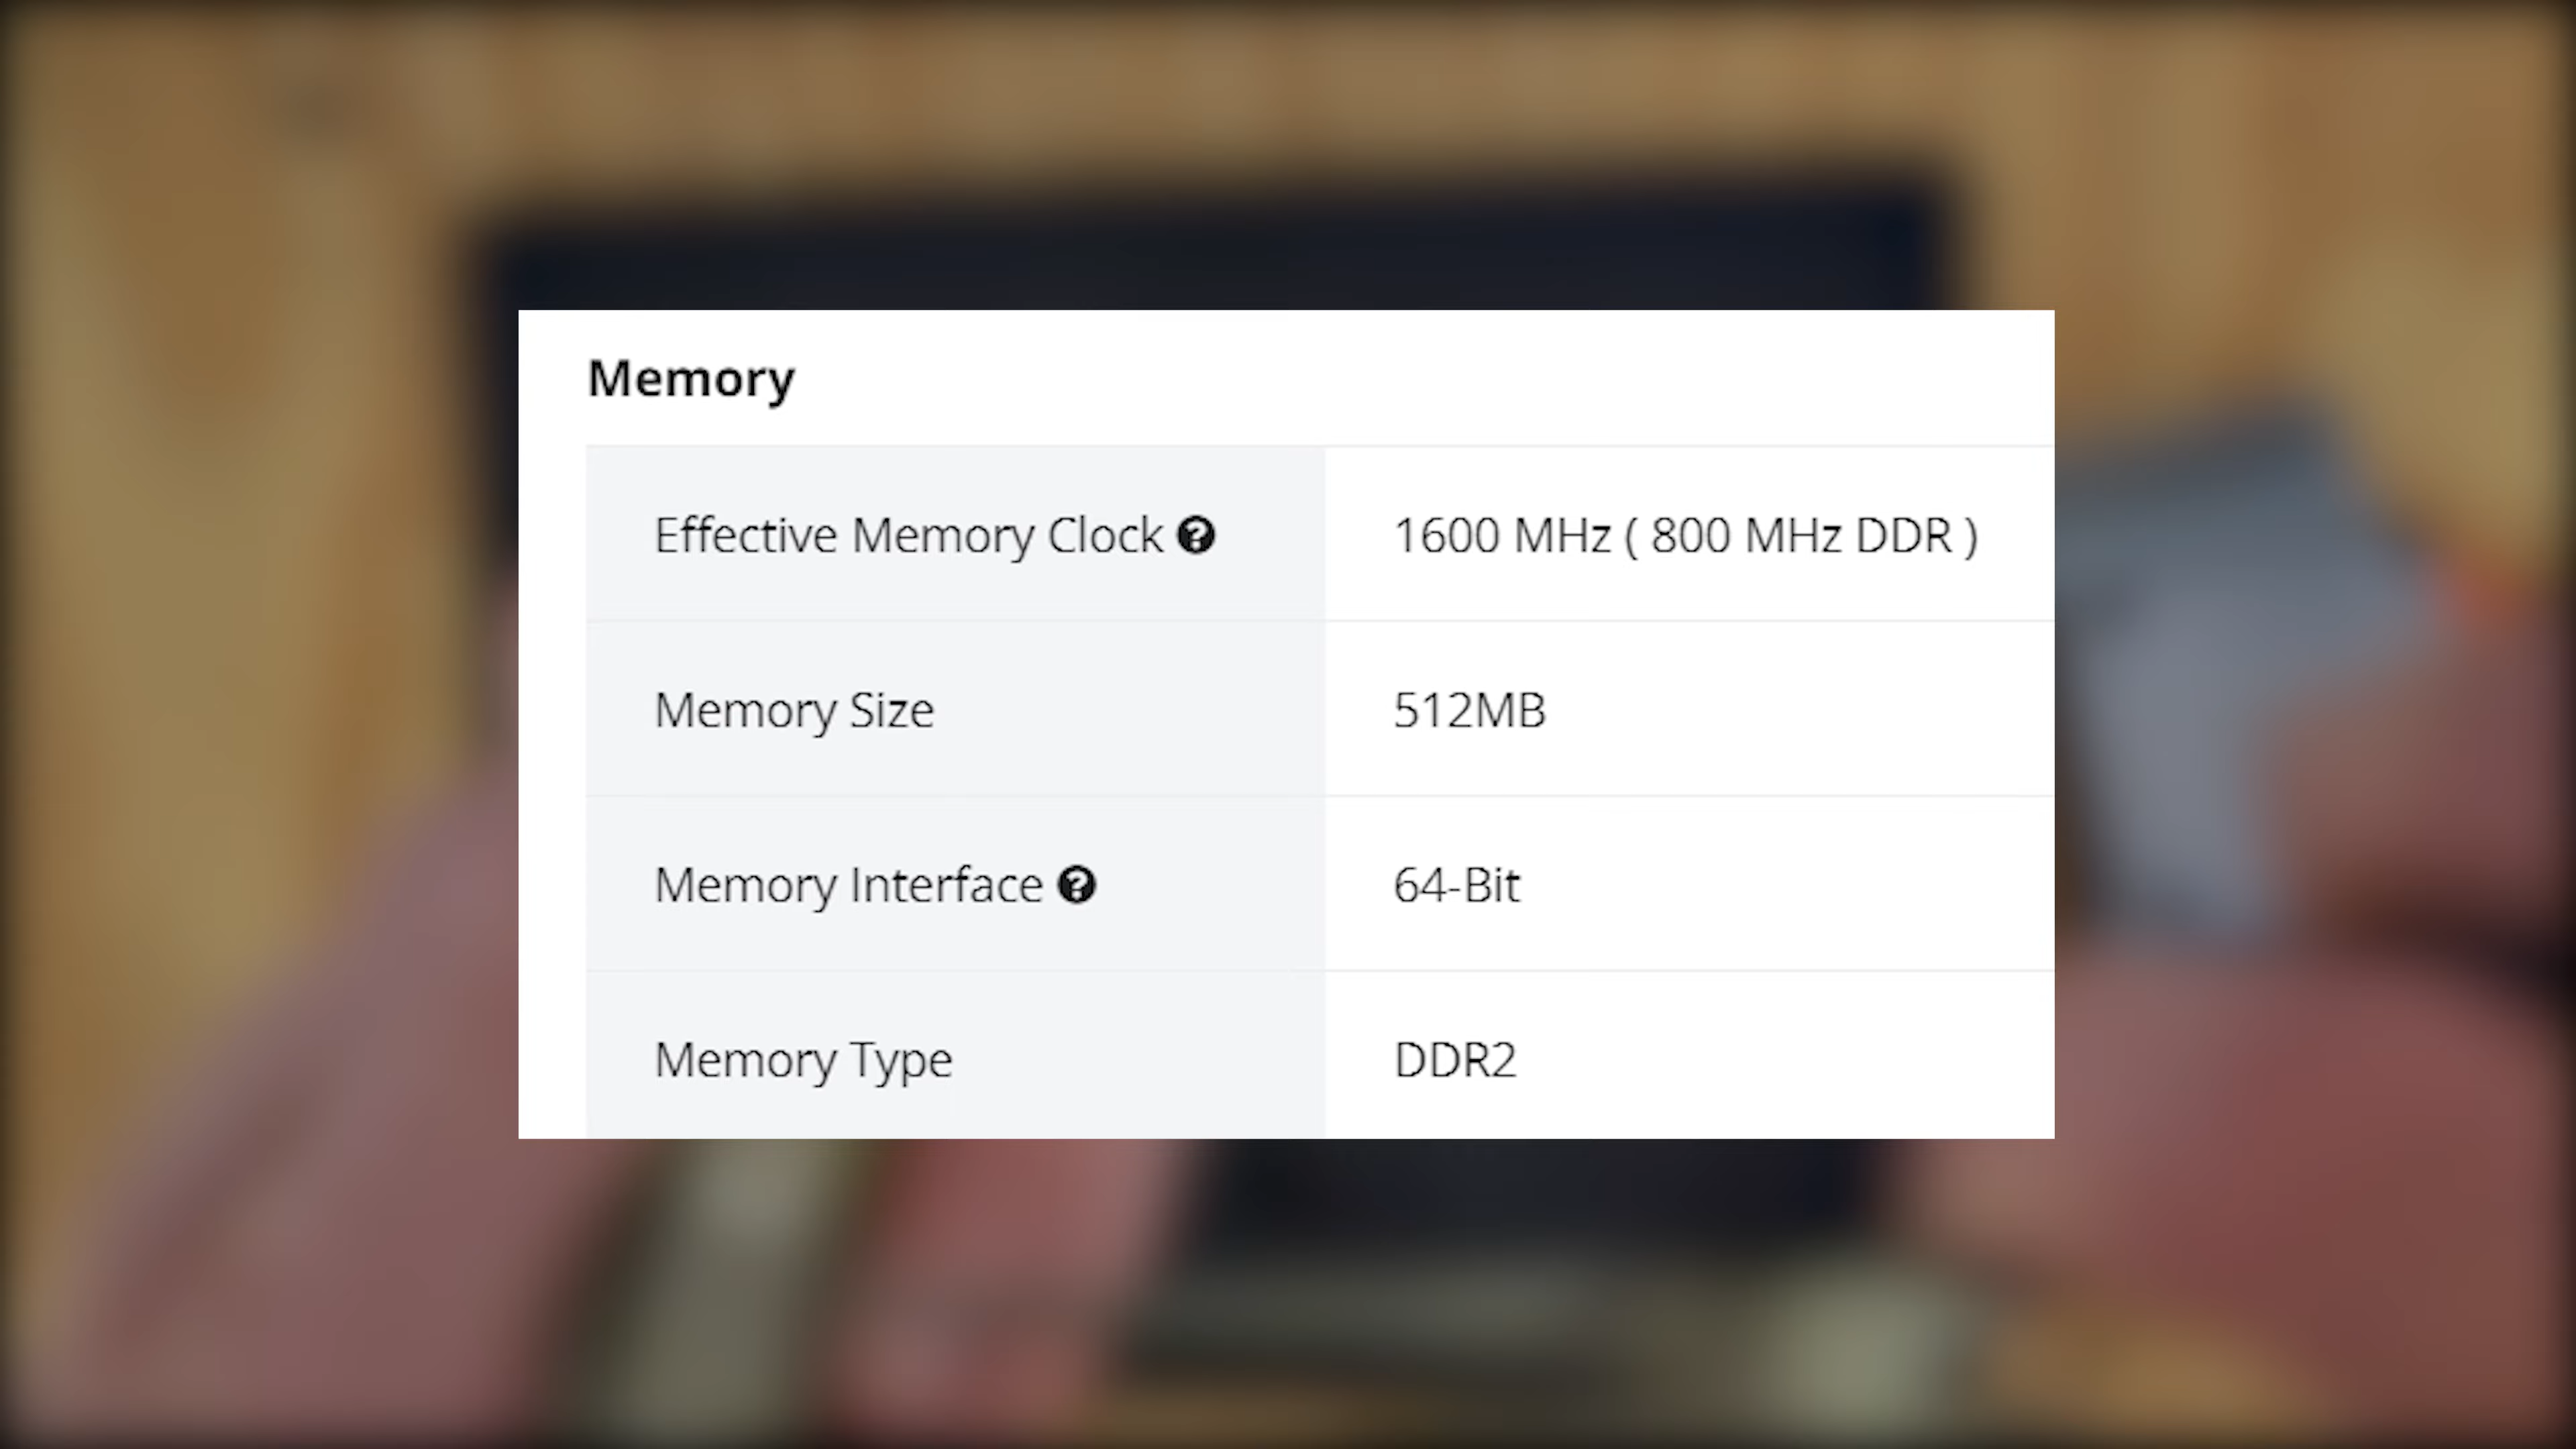 Memory
Effective Memory Clock 1600 MHz ( 800 MHz DDR )
Memory Size 512MB
Memory Interface 64-Bit
Memory Type DDR2